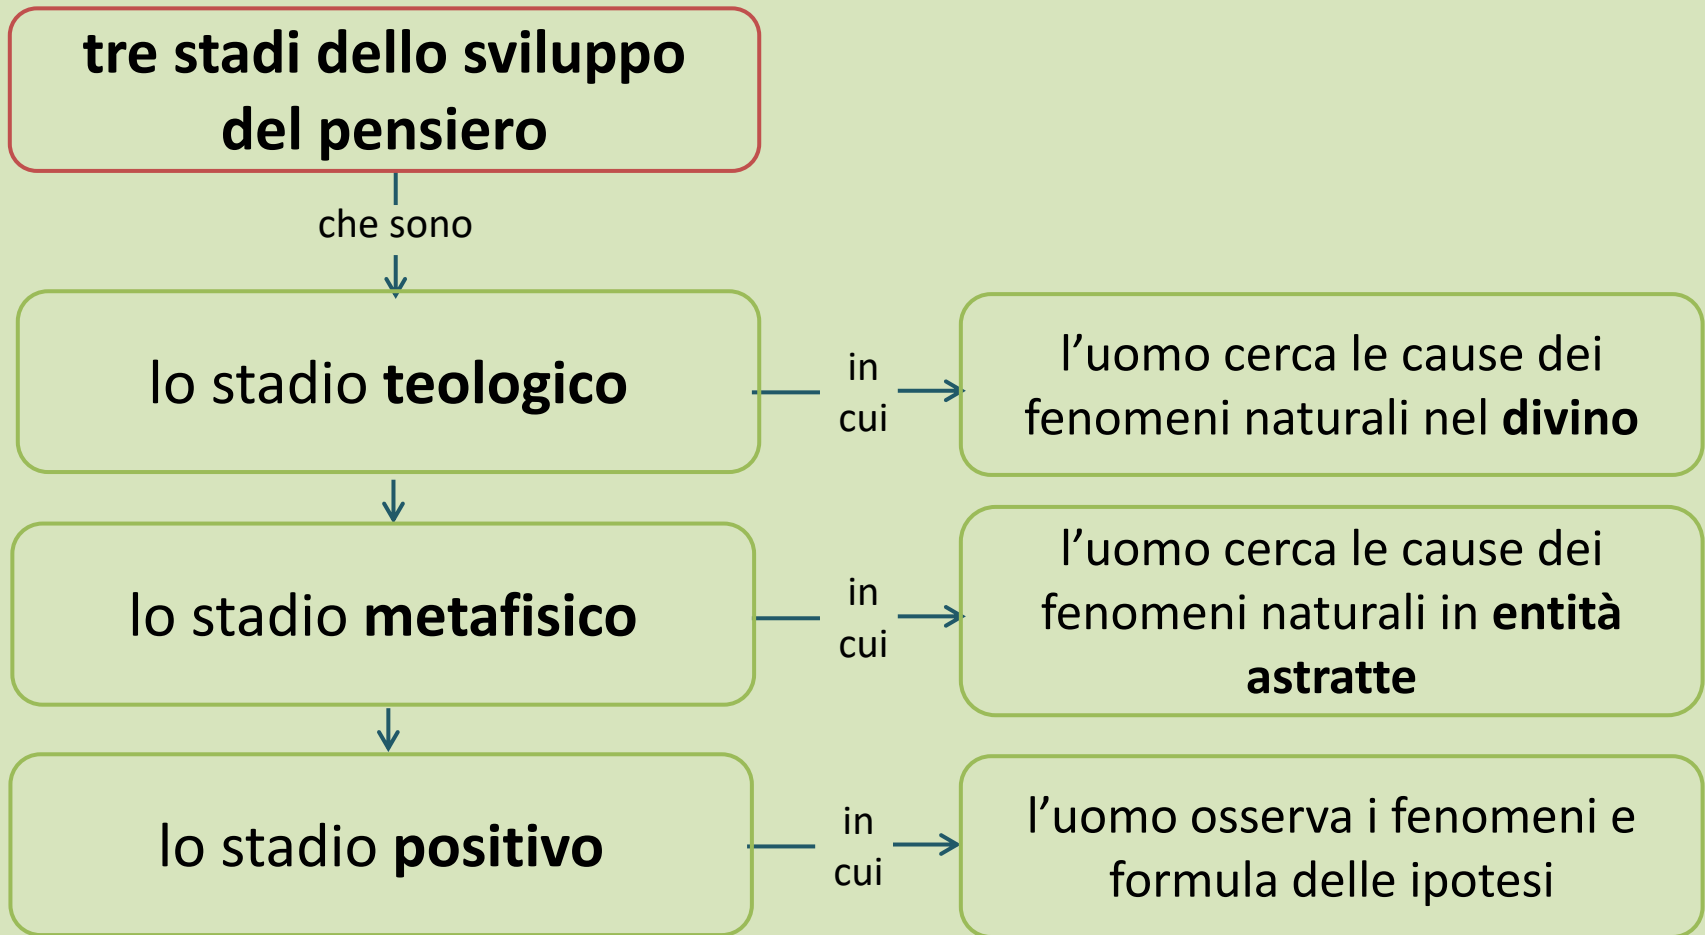 tre stadi dello sviluppo
del pensiero
che sono
lo stadio teologico
in
cui
l’uomo cerca le cause dei
fenomeni naturali nel divino
lo stadio metafisico
in
cui
l’uomo cerca le cause dei
fenomeni naturali in entità
astratte
lo stadio positivo
in
cui
l’uomo osserva i fenomeni e
formula delle ipotesi